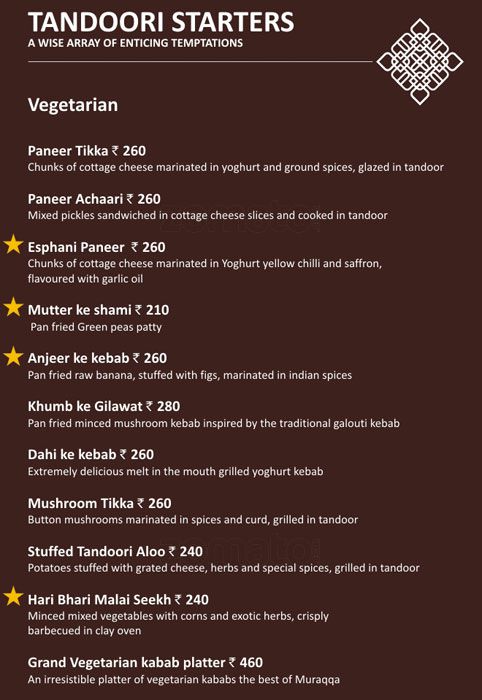 TANDOORI STARTERS
A WISE ARRAY OF ENTICING TEMPTATIONS
Vegetarian
Paneer Tikka ₹ 260
Chunks of cottage cheese marinated in yoghurt and ground spices, glazed in tandoor
Paneer Achaari ₹ 260
Mixed pickles sandwiched in cottage cheese slices and cooked in tandoor
zomato
Esphani Paneer ₹ 260
Chunks of cottage cheese marinated in Yoghurt yellow chilli and saffron,
flavoured with garlic oil
Mutter ke shami ₹ 210
Pan fried Green peas patty
Anjeer ke kebab ₹ 260
Pan fried raw banana, stuffed with figs, marinated in indian spices
Khumb ke Gilawat ₹ 280
Pan fried minced mushroom kebab inspired by the traditional galouti kebab
Dahi ke kebab ₹ 260
Extremely delicious melt in the mouth grilled yoghurt kebab
Mushroom Tikka ₹ 260
Button mushrooms marinated in spices and curd, grilled in tandoor
Stuffed Tandoori Aloo ₹ 240
zomato
Potatoes stuffed with grated cheese, herbs and special spices, grilled in tandoor
Hari Bhari Malai Seekh ₹ 240
Minced mixed vegetables with corns and exotic herbs, crisply
barbecued in clay oven
Grand Vegetarian kabab platter ₹ 460
An irresistible platter of vegetarian kababs the best of Muraqqa